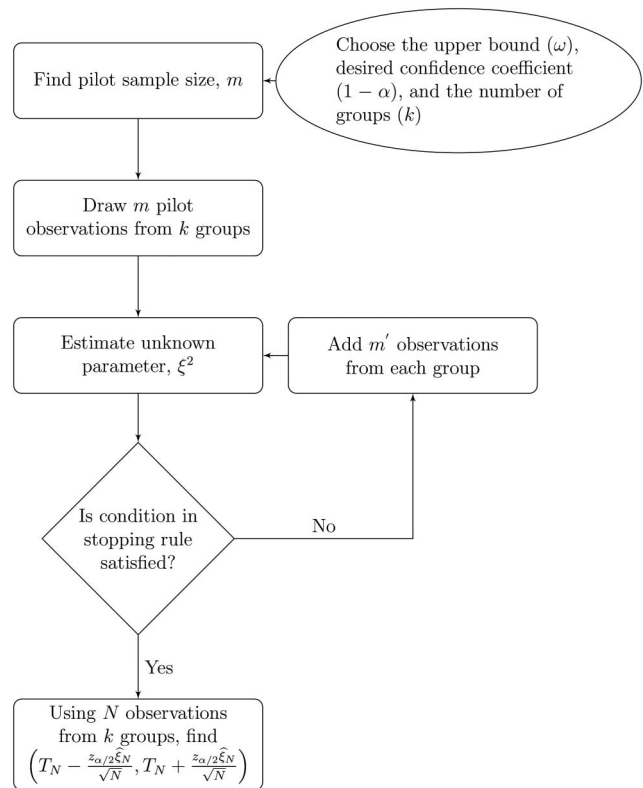 Choose the upper bound (ω),
desired confidence coefficient
(1 − α), and the number of
groups (k)
Find pilot sample size, m
Draw m pilot
observations from k groups
Estimate unknown
parameter, ξ²
Add m′ observations
from each group
Is condition in
stopping rule
satisfied?
No
Yes
Using N observations
from k groups, find
(T_N − z_{α/2}ξ̂_N/√N, T_N + z_{α/2}ξ̂_N/√N)